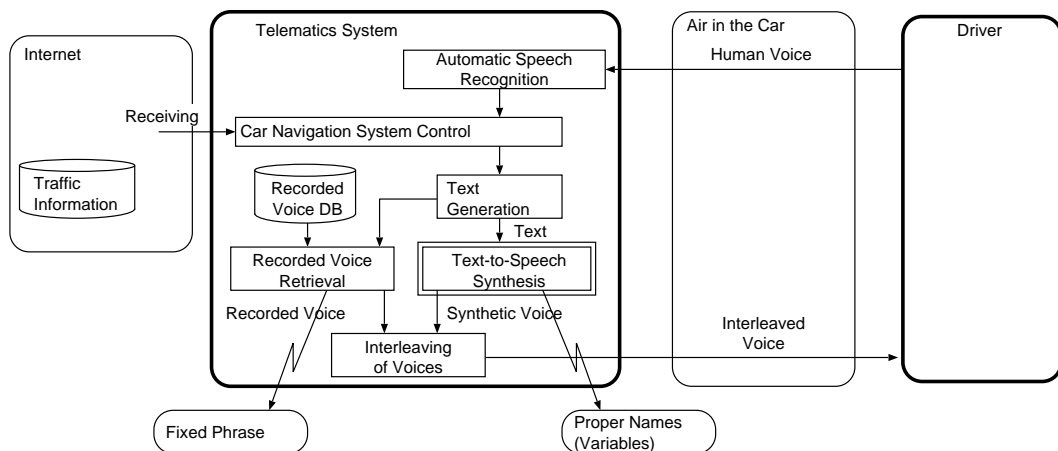 Telematics System
Air in the Car
Driver
Internet
Human Voice
Automatic Speech
Recognition
Receiving
Car Navigation System Control
Traffic
Information
Recorded
Voice DB
Text
Generation
Text
Recorded Voice
Retrieval
Text-to-Speech
Synthesis
Recorded Voice
Synthetic Voice
Interleaved
Voice
Interleaving
of Voices
Fixed Phrase
Proper Names
(Variables)